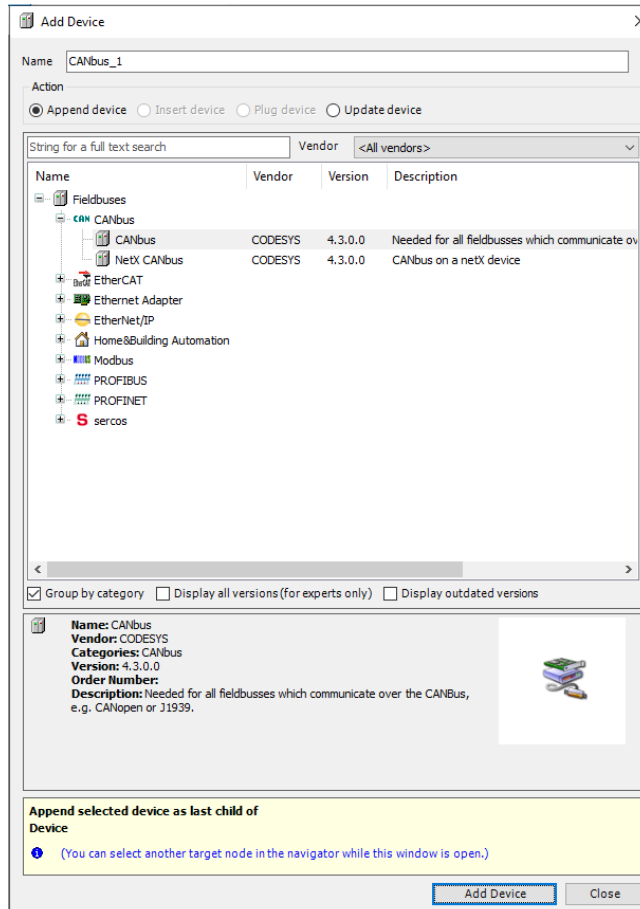 Add Device
Name CANbus_1
Action
Append device Insert device Plug device Update device
String for a full text search Vendor <All vendors>
Name Vendor Version Description
Fieldbuses
CAN CANbus
CANbus CODESYS 4.3.0.0 Needed for all fieldbusses which communicate ov
NetX CANbus CODESYS 4.3.0.0 CANbus on a netX device
EtherCAT
Ethernet Adapter
EtherNet/IP
Home&Building Automation
Modbus
PROFIBUS
PROFINET
S sercos
Group by category Display all versions (for experts only) Display outdated versions
Name: CANbus
Vendor: CODESYS
Categories: CANbus
Version: 4.3.0.0
Order Number:
Description: Needed for all fieldbusses which communicate over the CANBus,
e.g. CANopen or J1939.
Append selected device as last child of
Device
(You can select another target node in the navigator while this window is open.)
Add Device Close